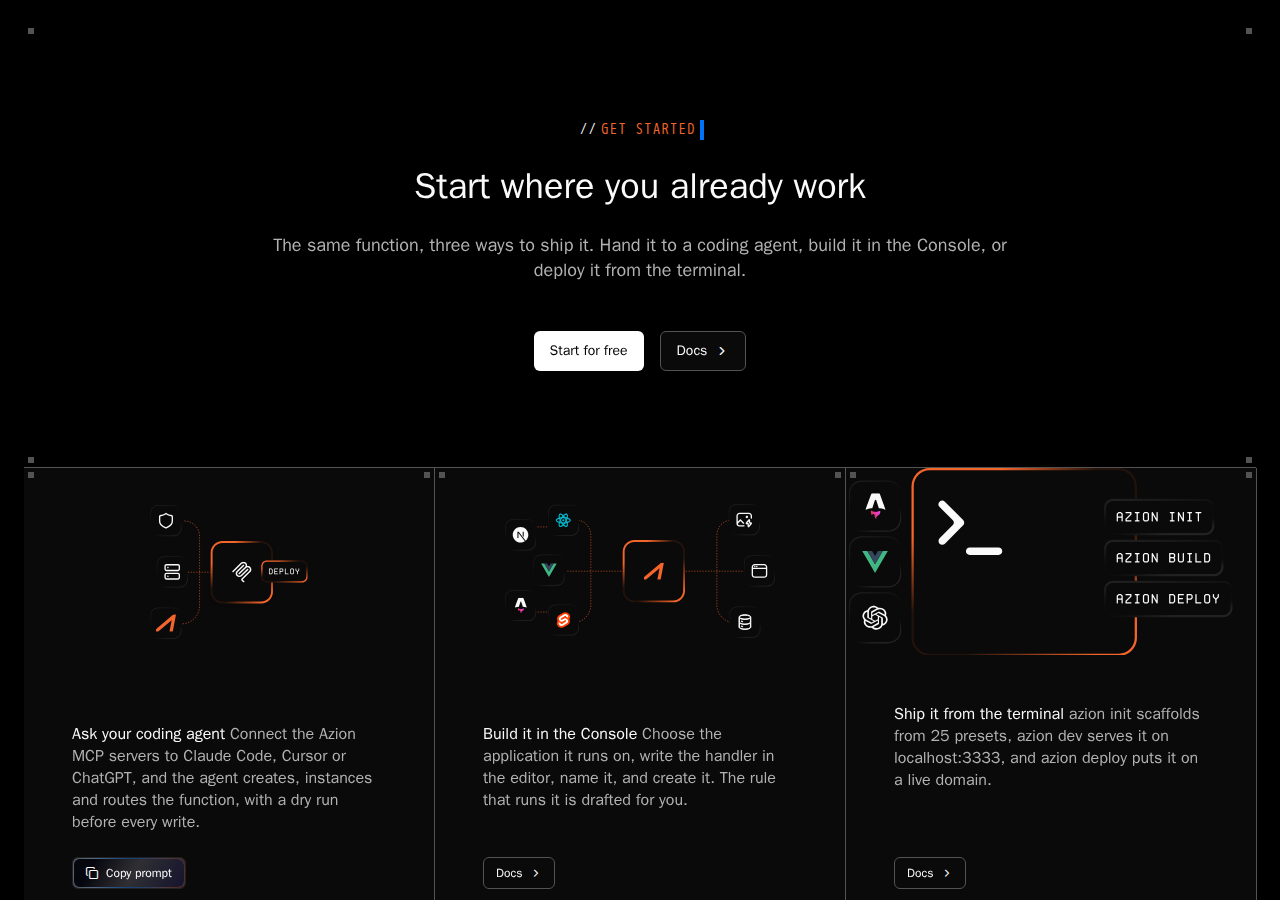 // GET STARTED
Start where you already work
The same function, three ways to ship it. Hand it to a coding agent, build it in the Console, or
deploy it from the terminal.
Start for free
Docs
DEPLOY
Ask your coding agent Connect the Azion
MCP servers to Claude Code, Cursor or
ChatGPT, and the agent creates, instances
and routes the function, with a dry run
before every write.
Copy prompt
N
Build it in the Console Choose the
application it runs on, write the handler in
the editor, name it, and create it. The rule
that runs it is drafted for you.
Docs
AZION INIT
AZION BUILD
AZION DEPLOY
Ship it from the terminal azion init scaffolds
from 25 presets, azion dev serves it on
localhost:3333, and azion deploy puts it on
a live domain.
Docs